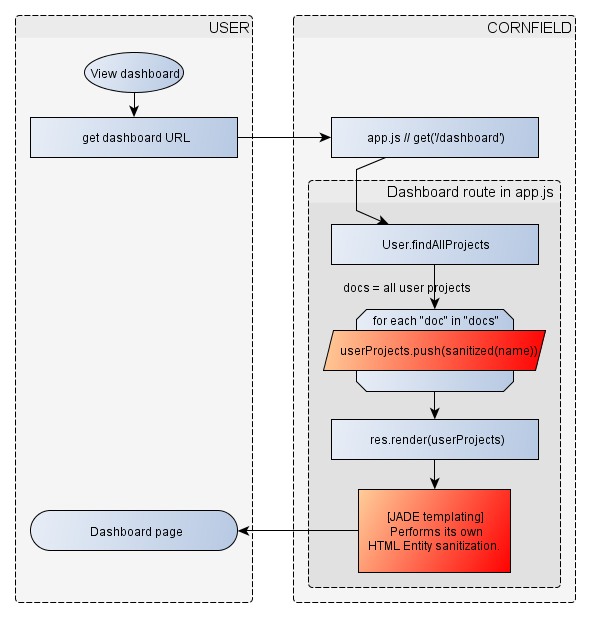 USER
CORNFIELD
View dashboard
get dashboard URL
app.js // get('/dashboard')
Dashboard route in app.js
User.findAllProjects
docs = all user projects
for each "doc" in "docs"
userProjects.push(sanitized(name))
res.render(userProjects)
[JADE templating]
Performs its own
HTML Entity sanitization.
Dashboard page